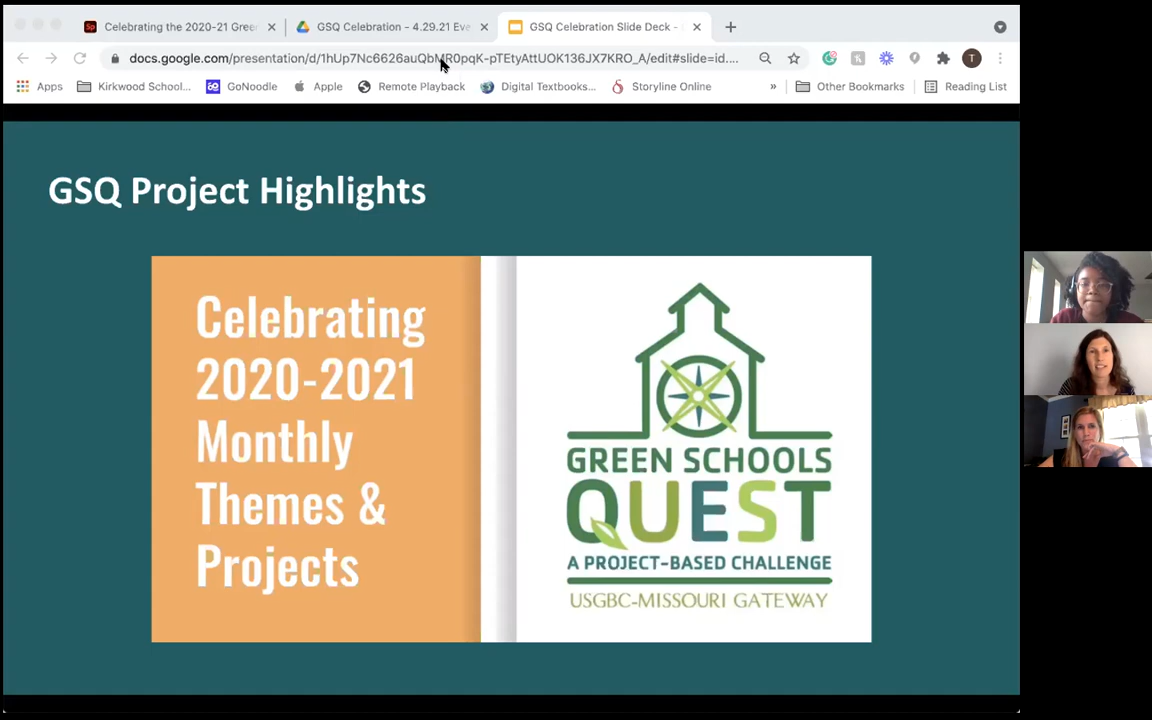 Celebrating the 2020-21 Green
GSQ Celebration - 4.29.21 Eve
GSQ Celebration Slide Deck -
docs.google.com/presentation/d/1hUp7Nc6626auQbMR0pqK-pTEtyAttUOK136JX7KRO_A/edit#slide=id....
T
Apps
Kirkwood School...
GoNoodle
Apple
Remote Playback
Digital Textbooks...
Storyline Online
»
Other Bookmarks
Reading List
GSQ Project Highlights
Celebrating
2020-2021
Monthly
Themes &
Projects
GREEN SCHOOLS
QUEST
A PROJECT-BASED CHALLENGE
USGBC-MISSOURI GATEWAY